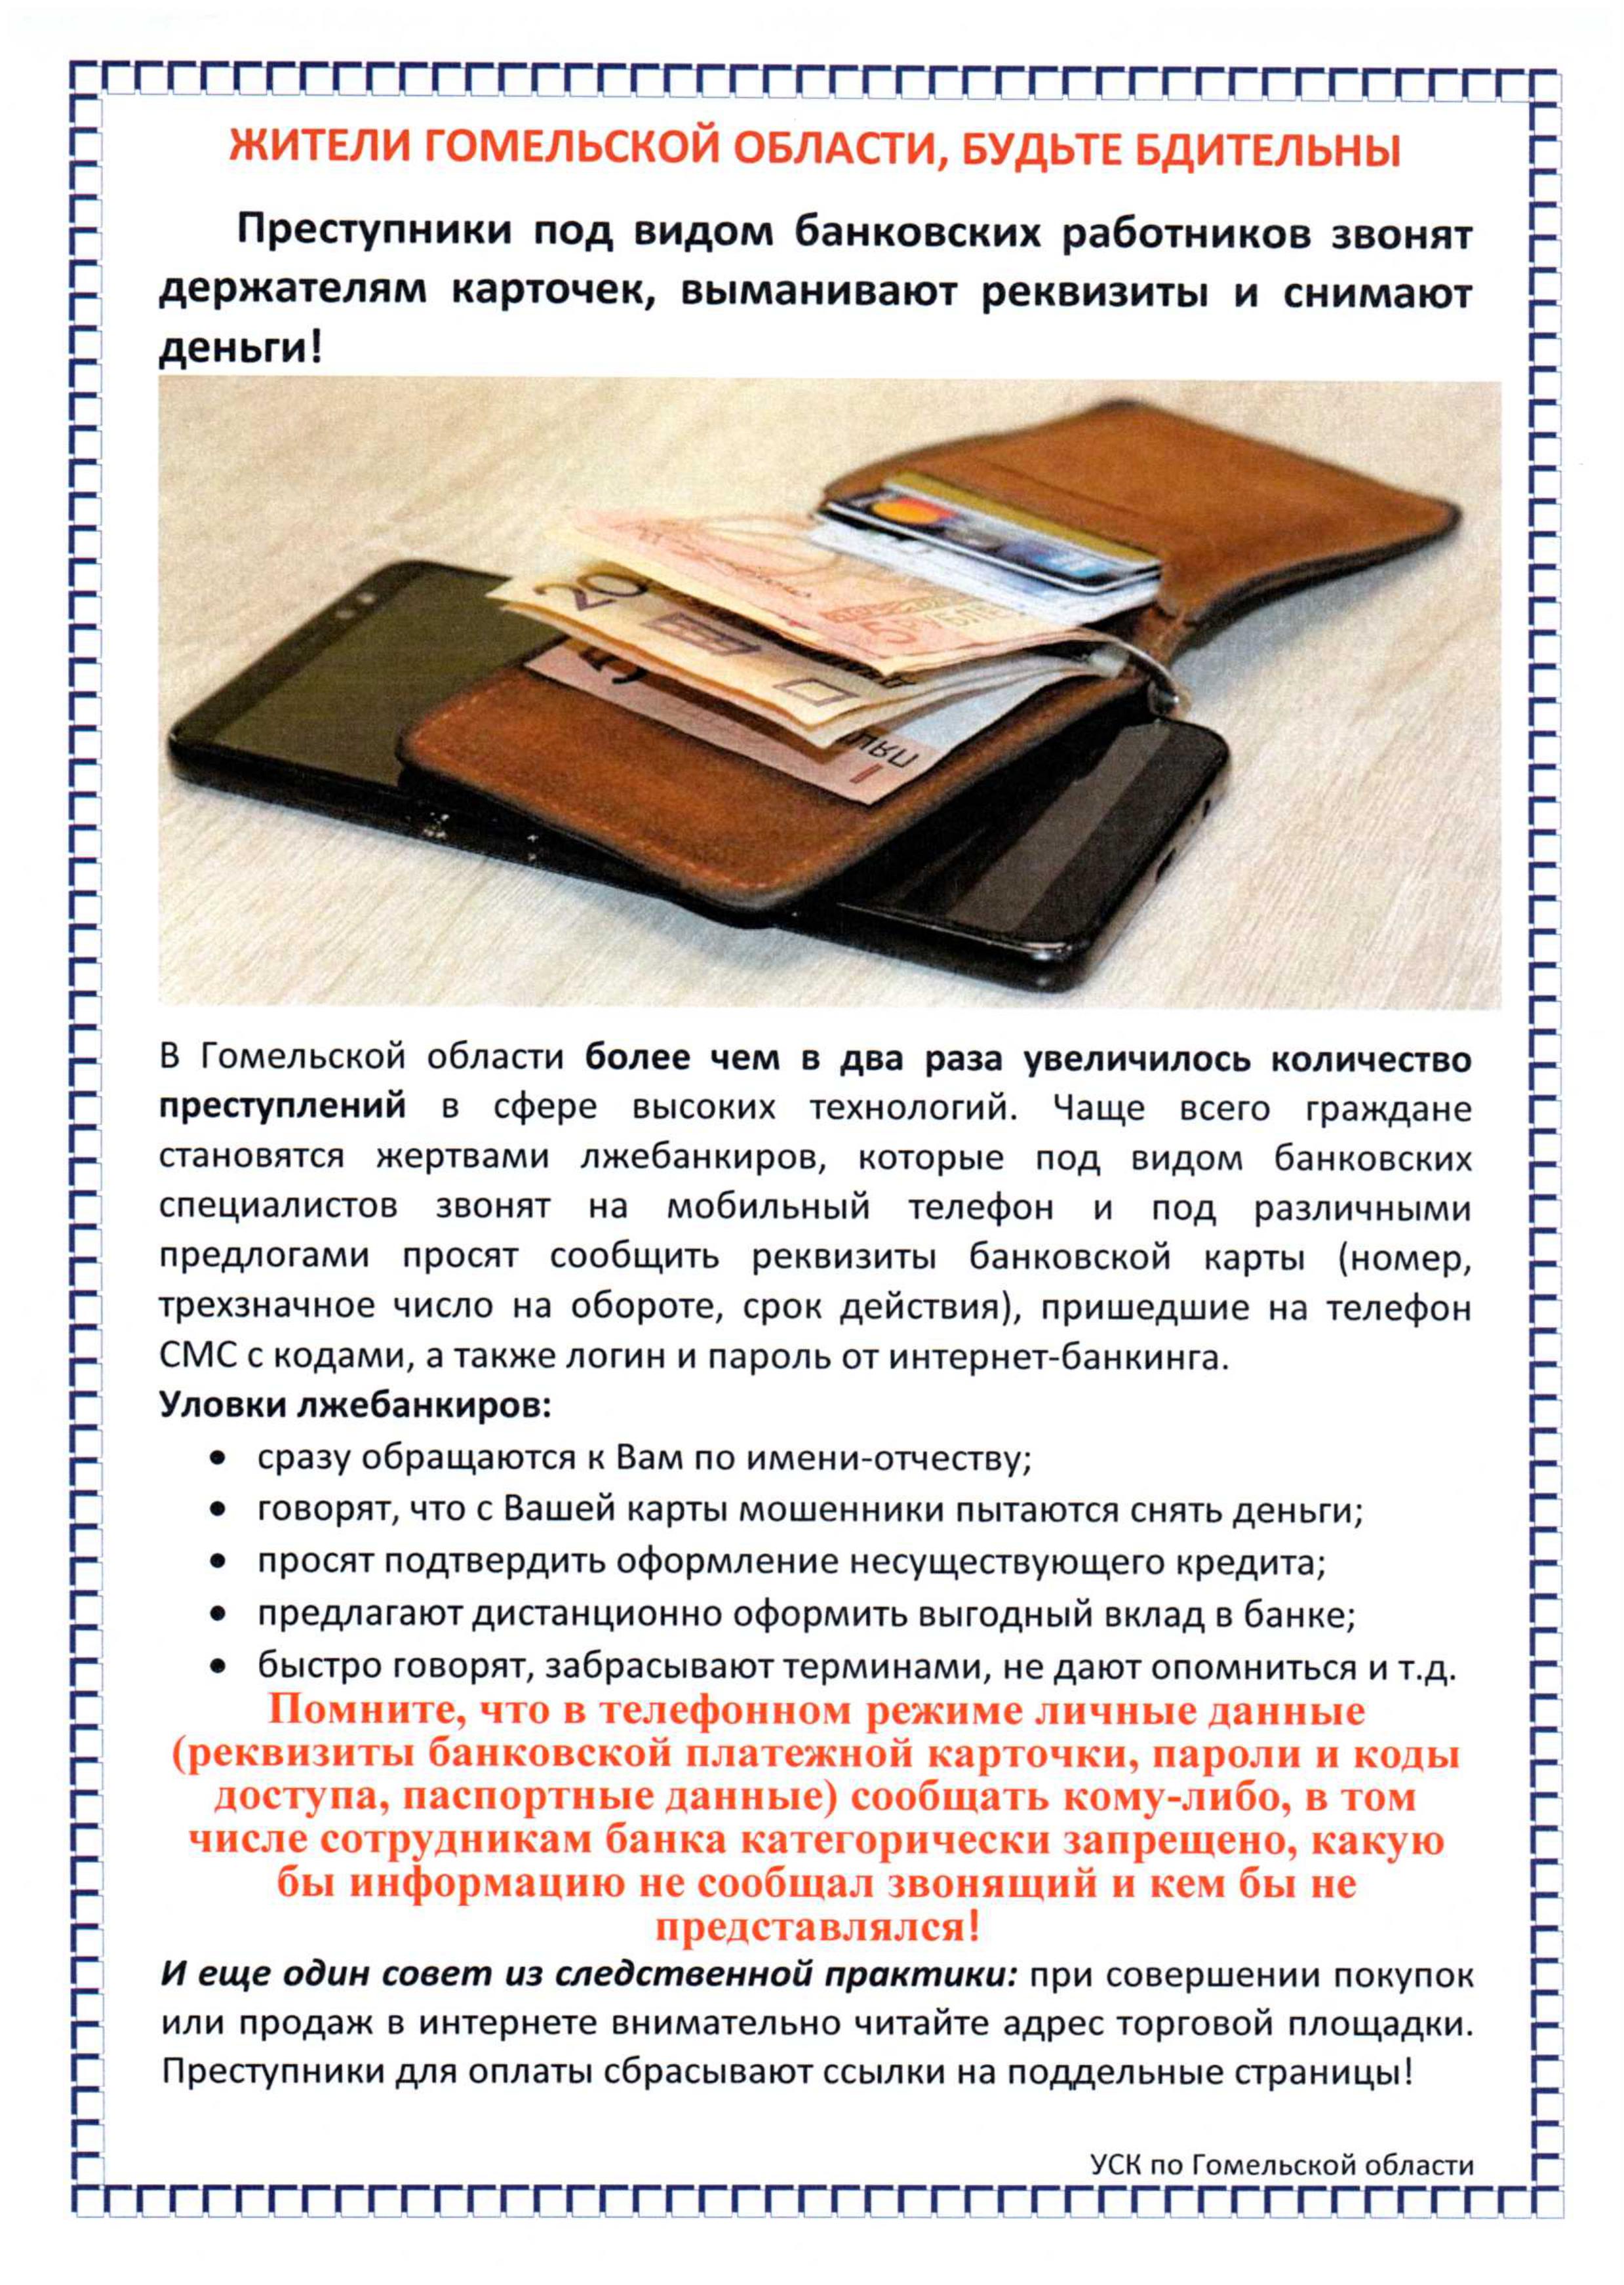 ЖИТЕЛИ ГОМЕЛЬСКОЙ ОБЛАСТИ, БУДЬТЕ БДИТЕЛЬНЫ
Преступники под видом банковских работников звонят
держателям карточек, выманивают реквизиты и снимают
деньги!
20
5
5
В Гомельской области более чем в два раза увеличилось количество
преступлений в сфере высоких технологий. Чаще всего граждане
становятся жертвами лжебанкиров, которые под видом банковских
специалистов звонят на мобильный телефон и под различными
предлогами просят сообщить реквизиты банковской карты (номер,
трехзначное число на обороте, срок действия), пришедшие на телефон
СМС с кодами, а также логин и пароль от интернет-банкинга.
Уловки лжебанкиров:
• сразу обращаются к Вам по имени-отчеству;
• говорят, что с Вашей карты мошенники пытаются снять деньги;
• просят подтвердить оформление несуществующего кредита;
• предлагают дистанционно оформить выгодный вклад в банке;
• быстро говорят, забрасывают терминами, не дают опомниться и т.д.
Помните, что в телефонном режиме личные данные
(реквизиты банковской платежной карточки, пароли и коды
доступа, паспортные данные) сообщать кому-либо, в том
числе сотрудникам банка категорически запрещено, какую
бы информацию не сообщал звонящий и кем бы не
представлялся!
И еще один совет из следственной практики: при совершении покупок
или продаж в интернете внимательно читайте адрес торговой площадки.
Преступники для оплаты сбрасывают ссылки на поддельные страницы!
УСК по Гомельской области